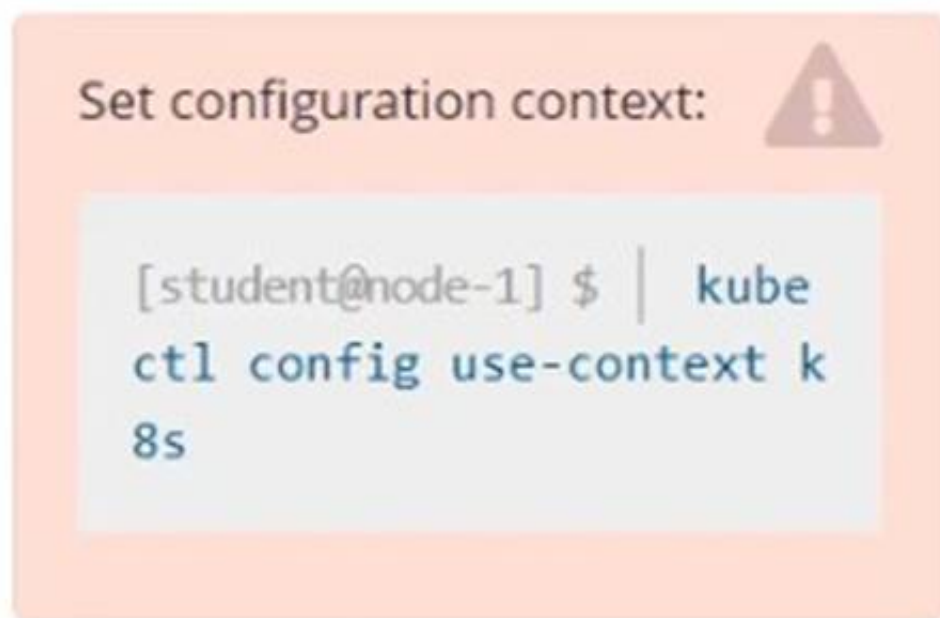 Set configuration context:
[student@node-1] $ | kube
ctl config use-context k
8s